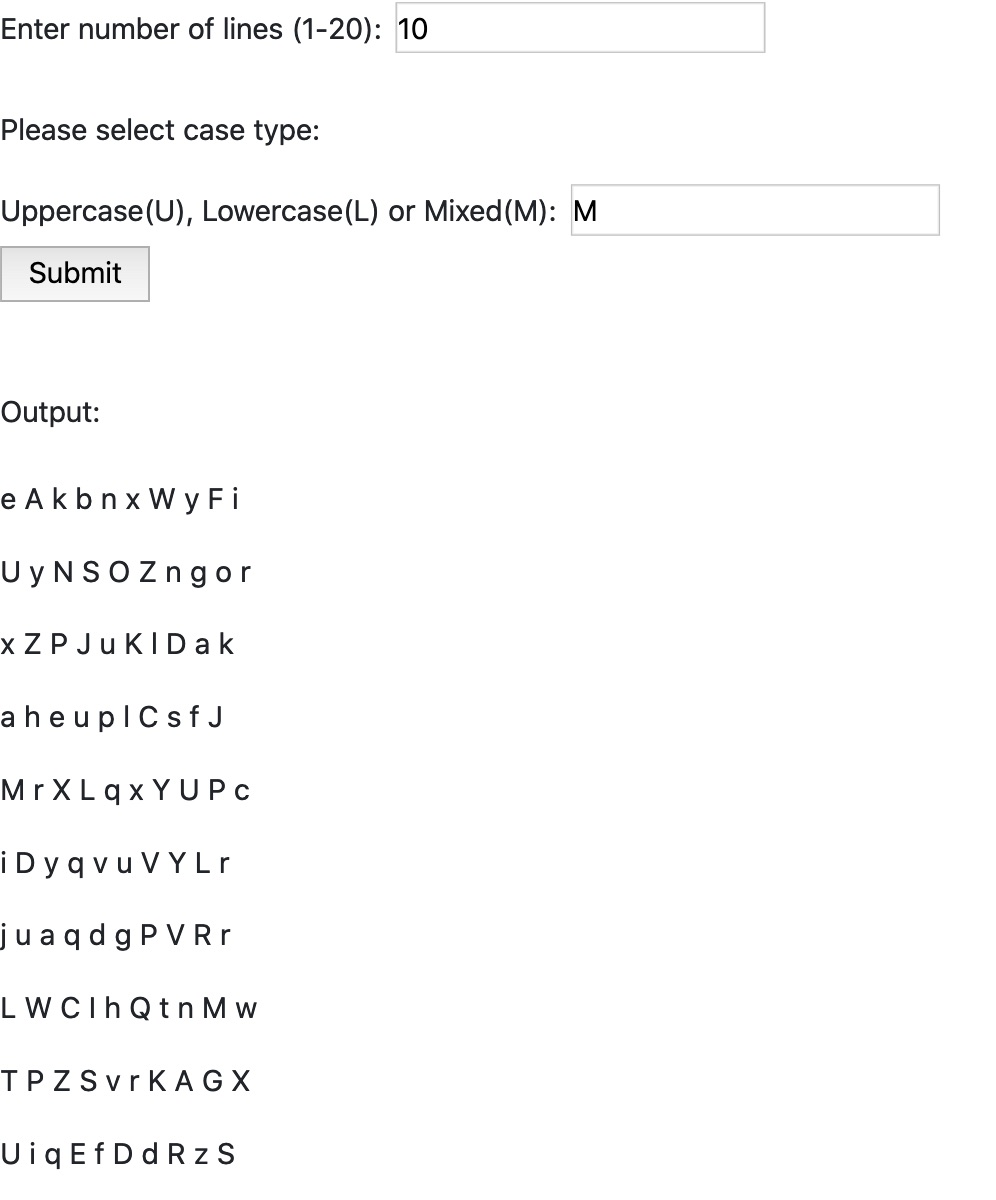 Enter number of lines (1-20): 10
Please select case type:
Uppercase(U), Lowercase(L) or Mixed(M): M
Submit
Output:
e A k b n x W y F i
U y N S O Z n g o r
x Z P J u K l D a k
a h e u p l C s f J
M r X L q x Y U P c
i D y q v u V Y L r
j u a q d g P V R r
L W C I h Q t n M w
T P Z S v r K A G X
U i q E f D d R z S